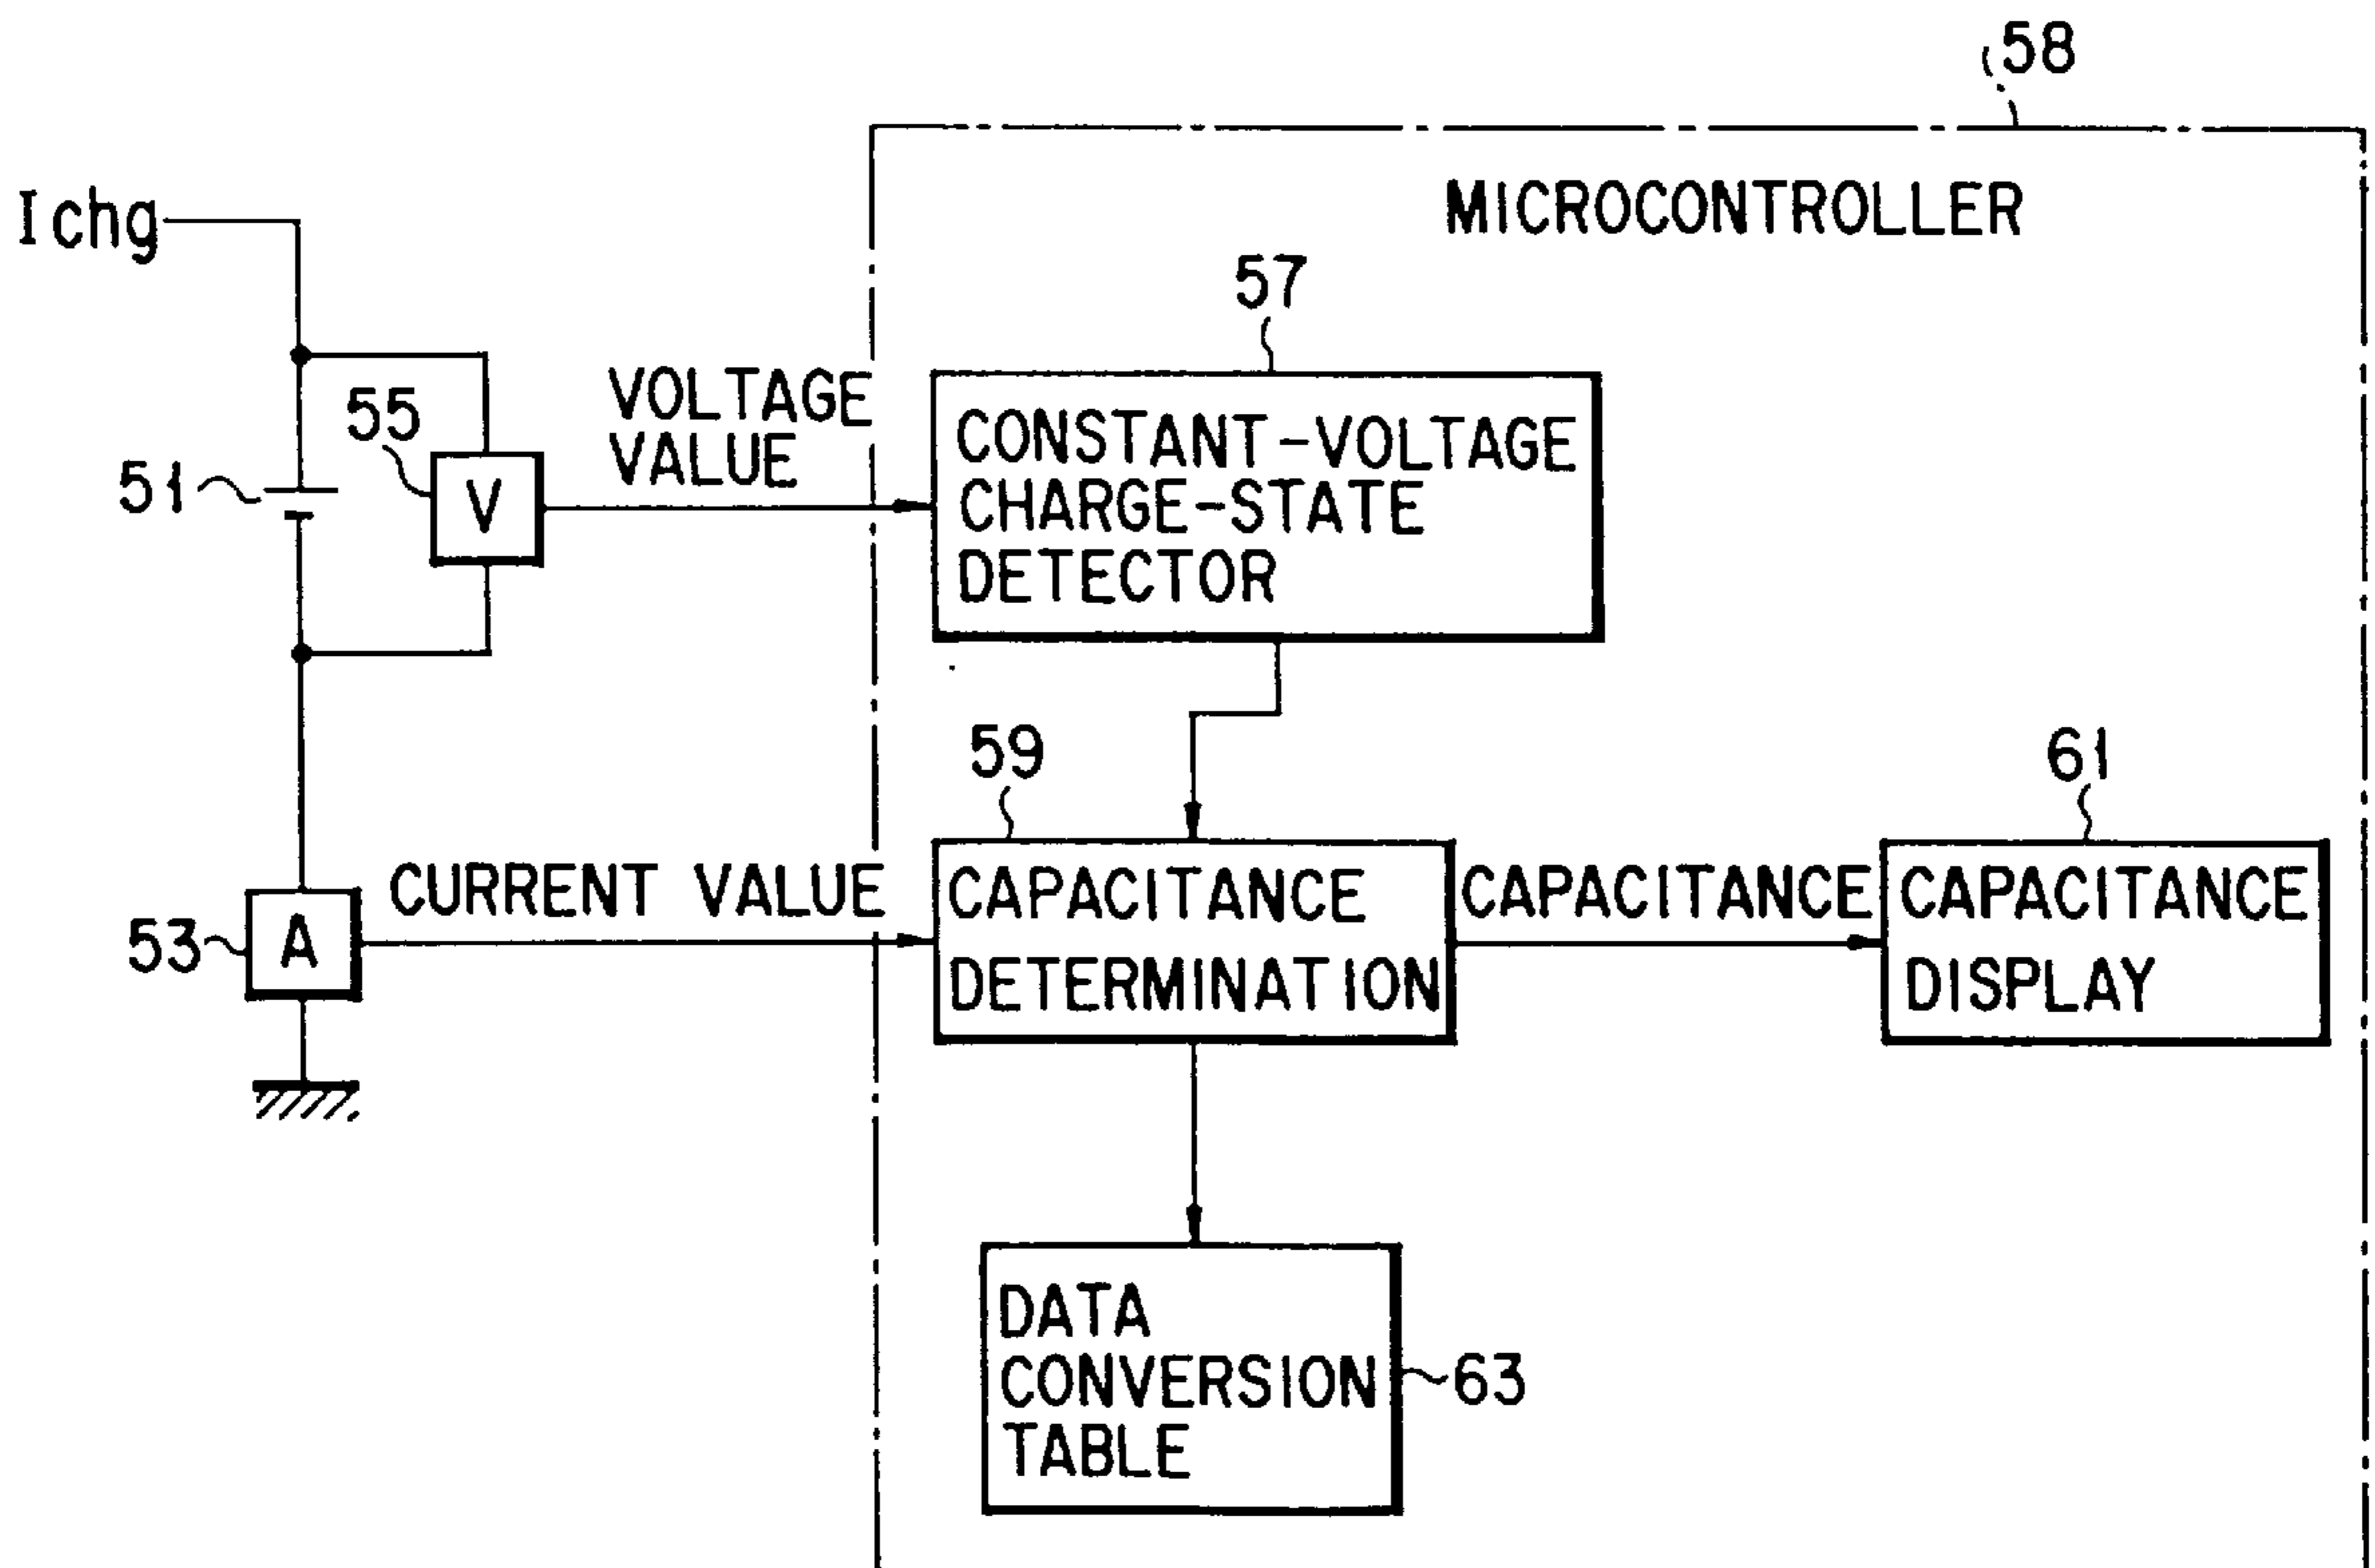 58
MICROCONTROLLER
Ichg
57
55
VOLTAGE
VALUE
51
V
CONSTANT-VOLTAGE
CHARGE-STATE
DETECTOR
59
61
CURRENT VALUE
53
A
CAPACITANCE
DETERMINATION
CAPACITANCE
CAPACITANCE
DISPLAY
DATA
CONVERSION
TABLE
63